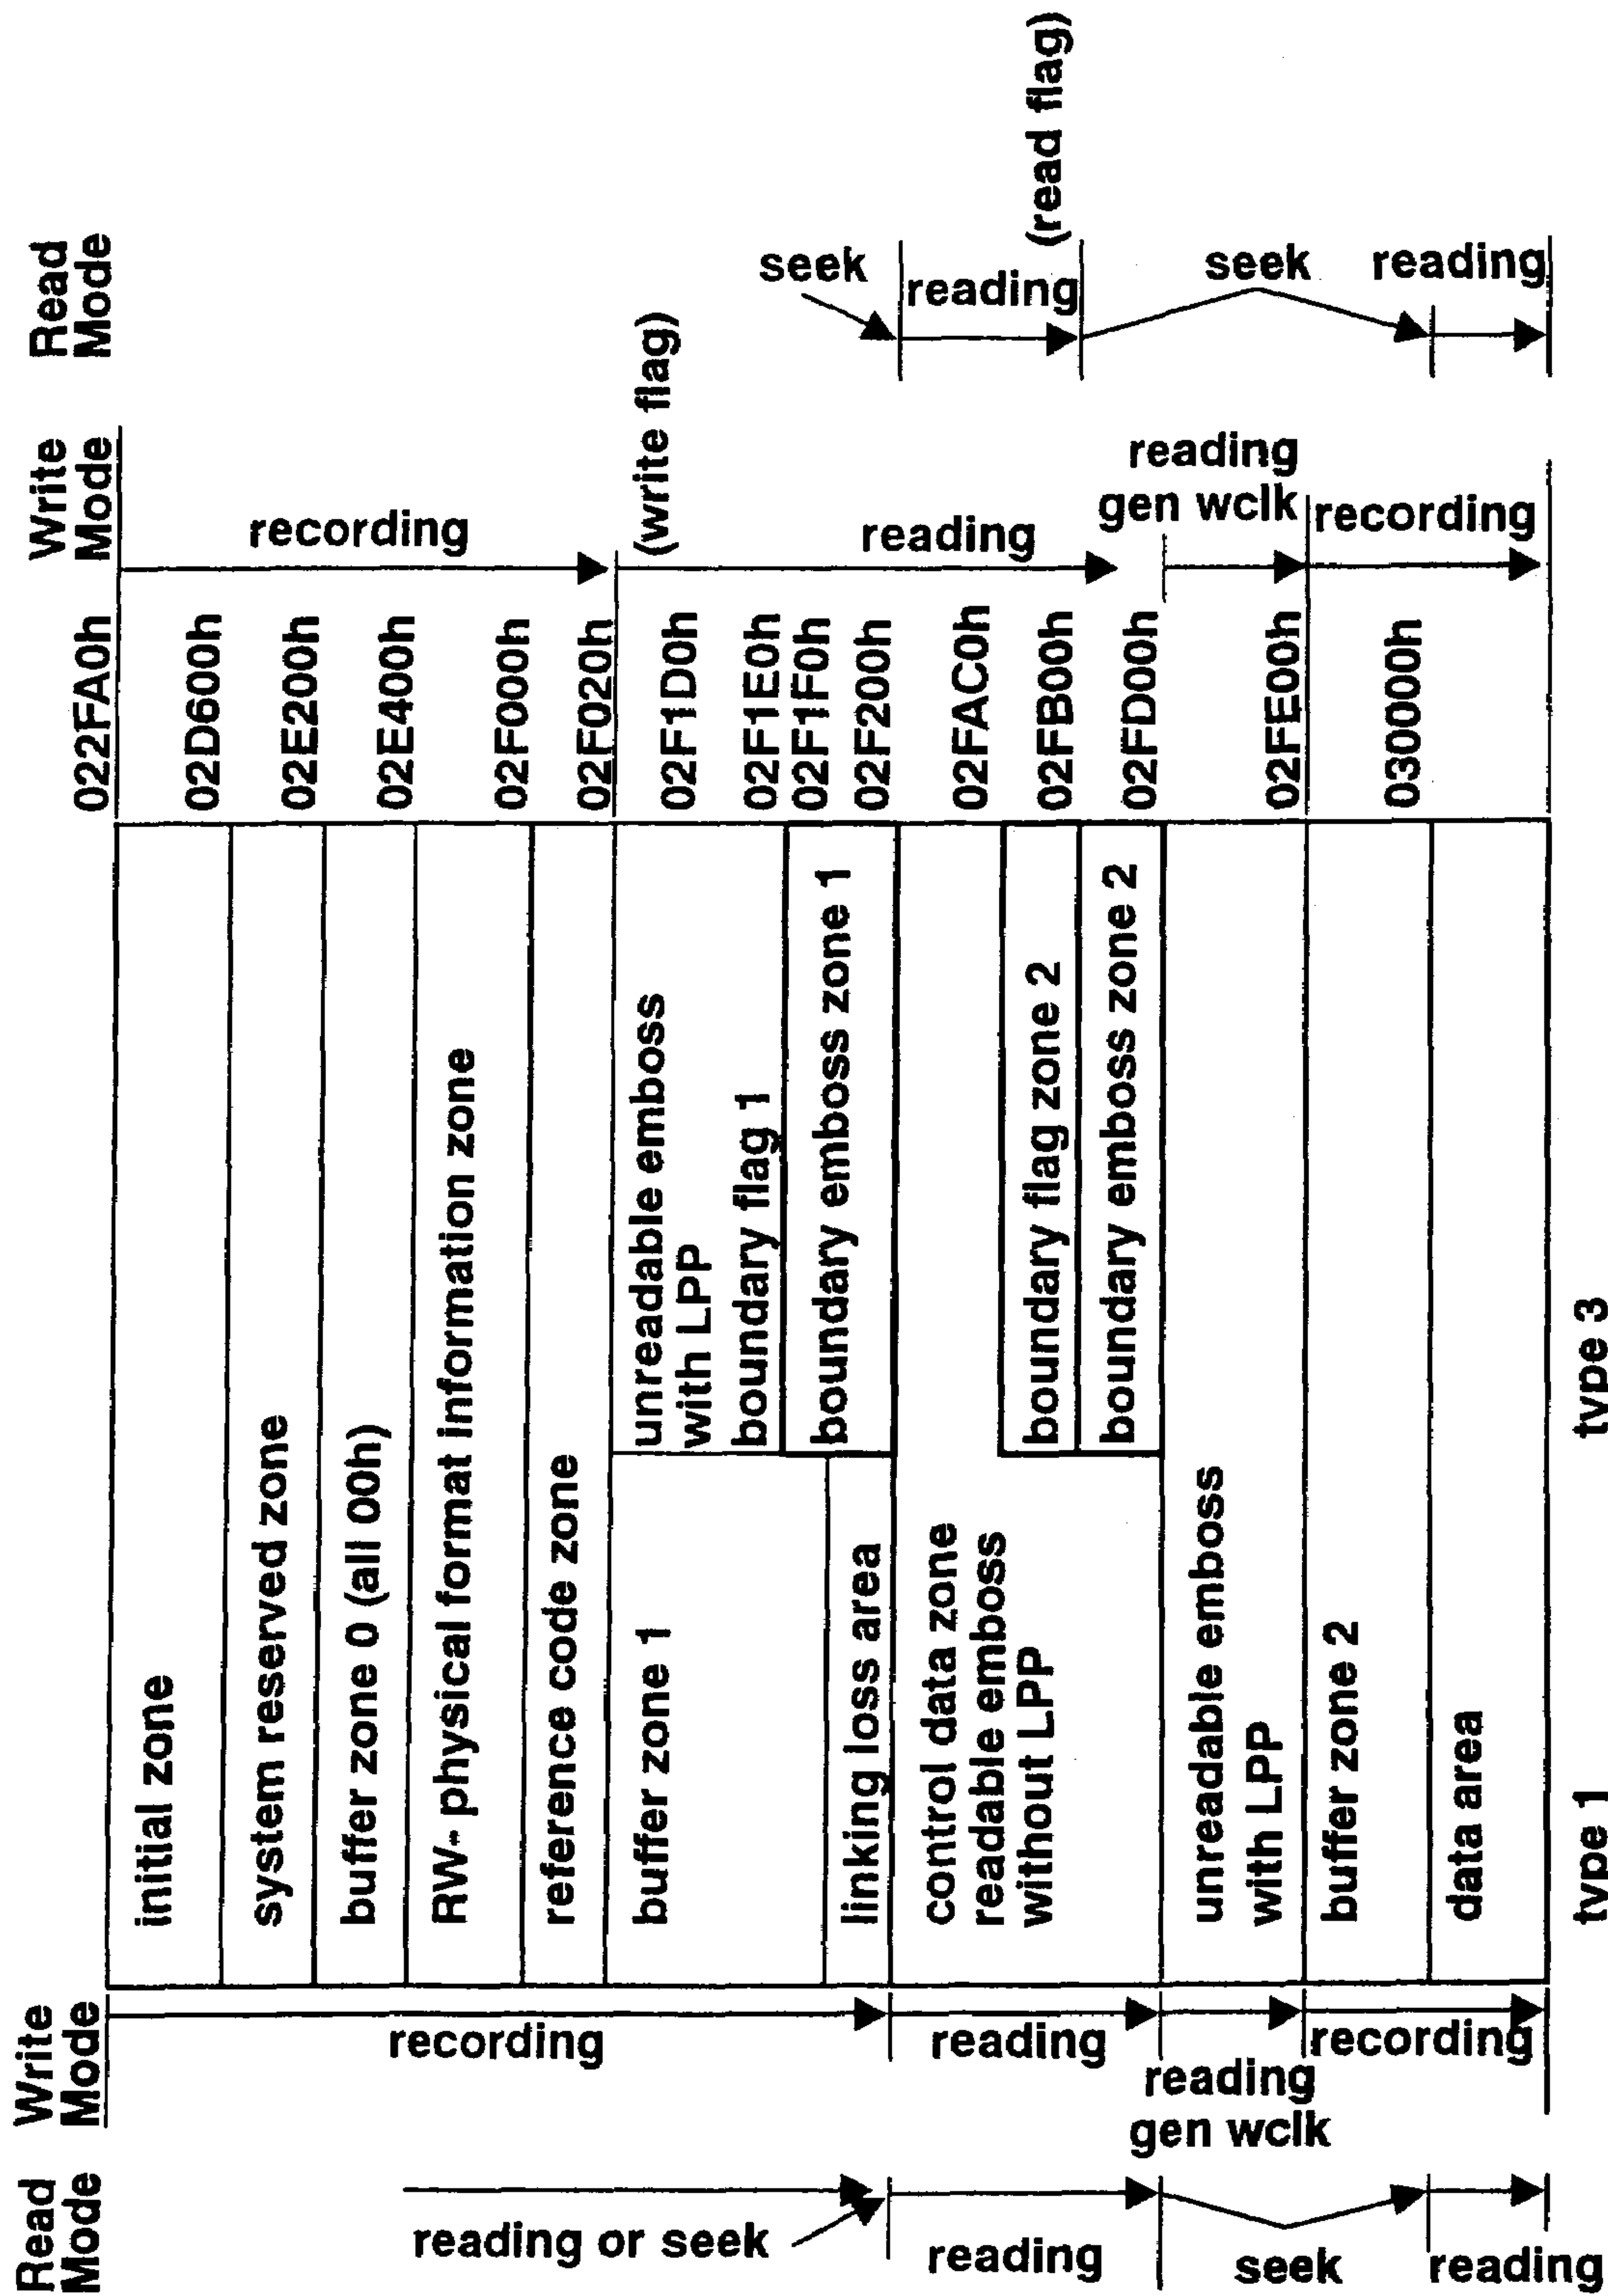 Read
Mode
Write
Mode
022FA0h
Write
Mode
Read
Mode
initial zone
02D600h
system reserved zone
02E200h
buffer zone 0 (all 00h)
02E400h
RW- physical format information zone
02F000h
reference code zone
02F020h
recording
recording
(write flag)
buffer zone 1
unreadable emboss
with LPP
02F1D0h
boundary flag 1
02F1E0h
boundary emboss zone 1
02F1F0h
linking loss area
02F200h
reading or seek
seek
control data zone
readable emboss
without LPP
02FAC0h
reading
reading
reading
reading
boundary flag zone 2
02FB00h
(read flag)
boundary emboss zone 2
02FD00h
unreadable emboss
with LPP
02FE00h
reading
gen wclk
reading
gen wclk
seek
seek
buffer zone 2
030000h
recording
recording
data area
reading
reading
type 1
type 3